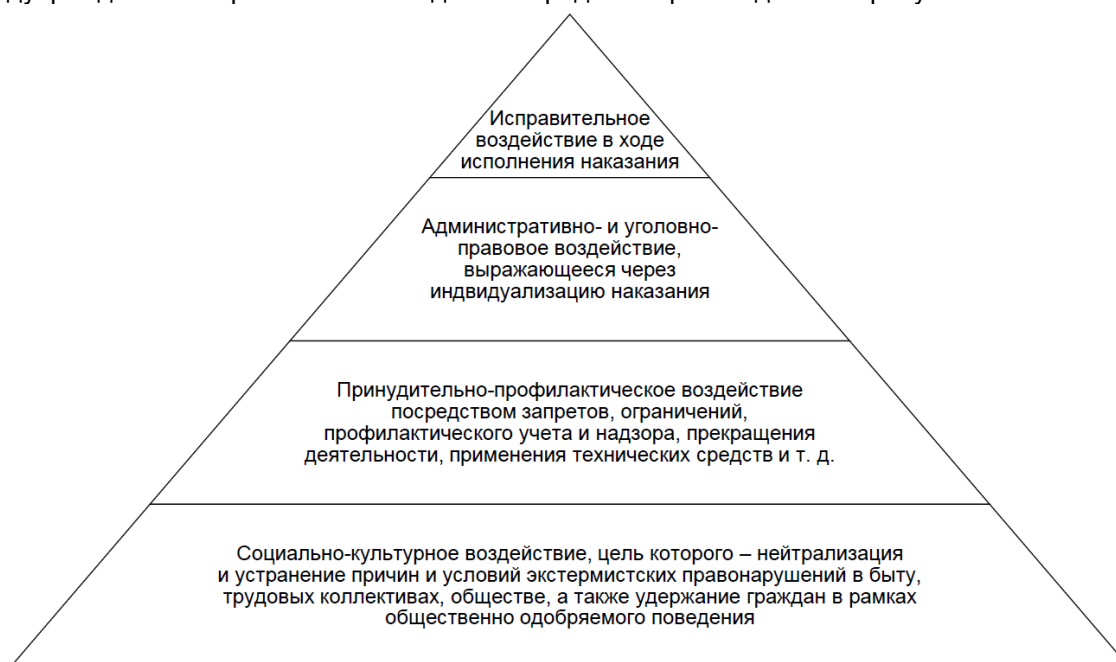 Исправительное
воздействие в ходе
исполнения наказания
Административно- и уголовно-
правовое воздействие,
выражающееся через
индвидуализацию наказания
Принудительно-профилактическое воздействие
посредством запретов, ограничений,
профилактического учета и надзора, прекращения
деятельности, применения технических средств и т. д.
Социально-культурное воздействие, цель которого – нейтрализация
и устранение причин и условий экстермистских правонарушений в быту,
трудовых коллективах, обществе, а также удержание граждан в рамках
общественно одобряемого поведения